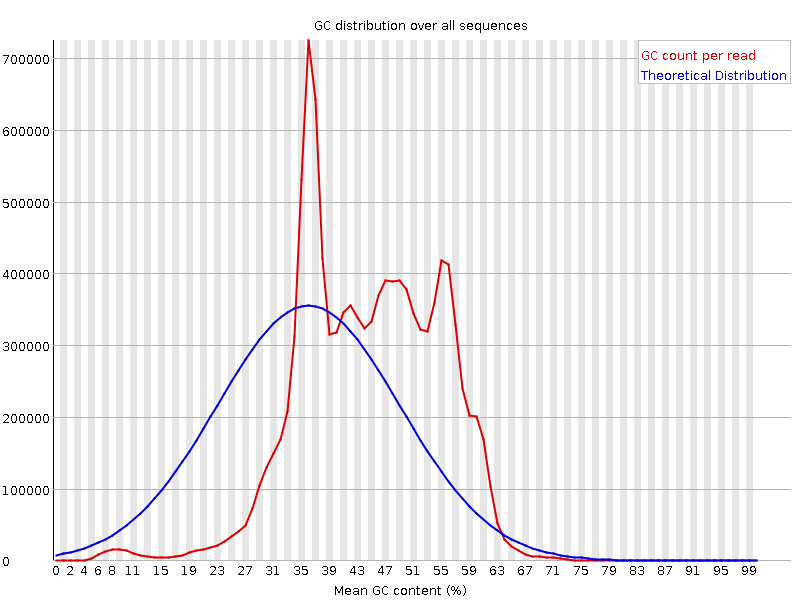 GC distribution over all sequences
GC count per read
Theoretical Distribution
700000
600000
500000
400000
300000
200000
100000
0
0 2 4 6 8 11 15 19 23 27 31 35 39 43 47 51 55 59 63 67 71 75 79 83 87 91 95 99
Mean GC content (%)